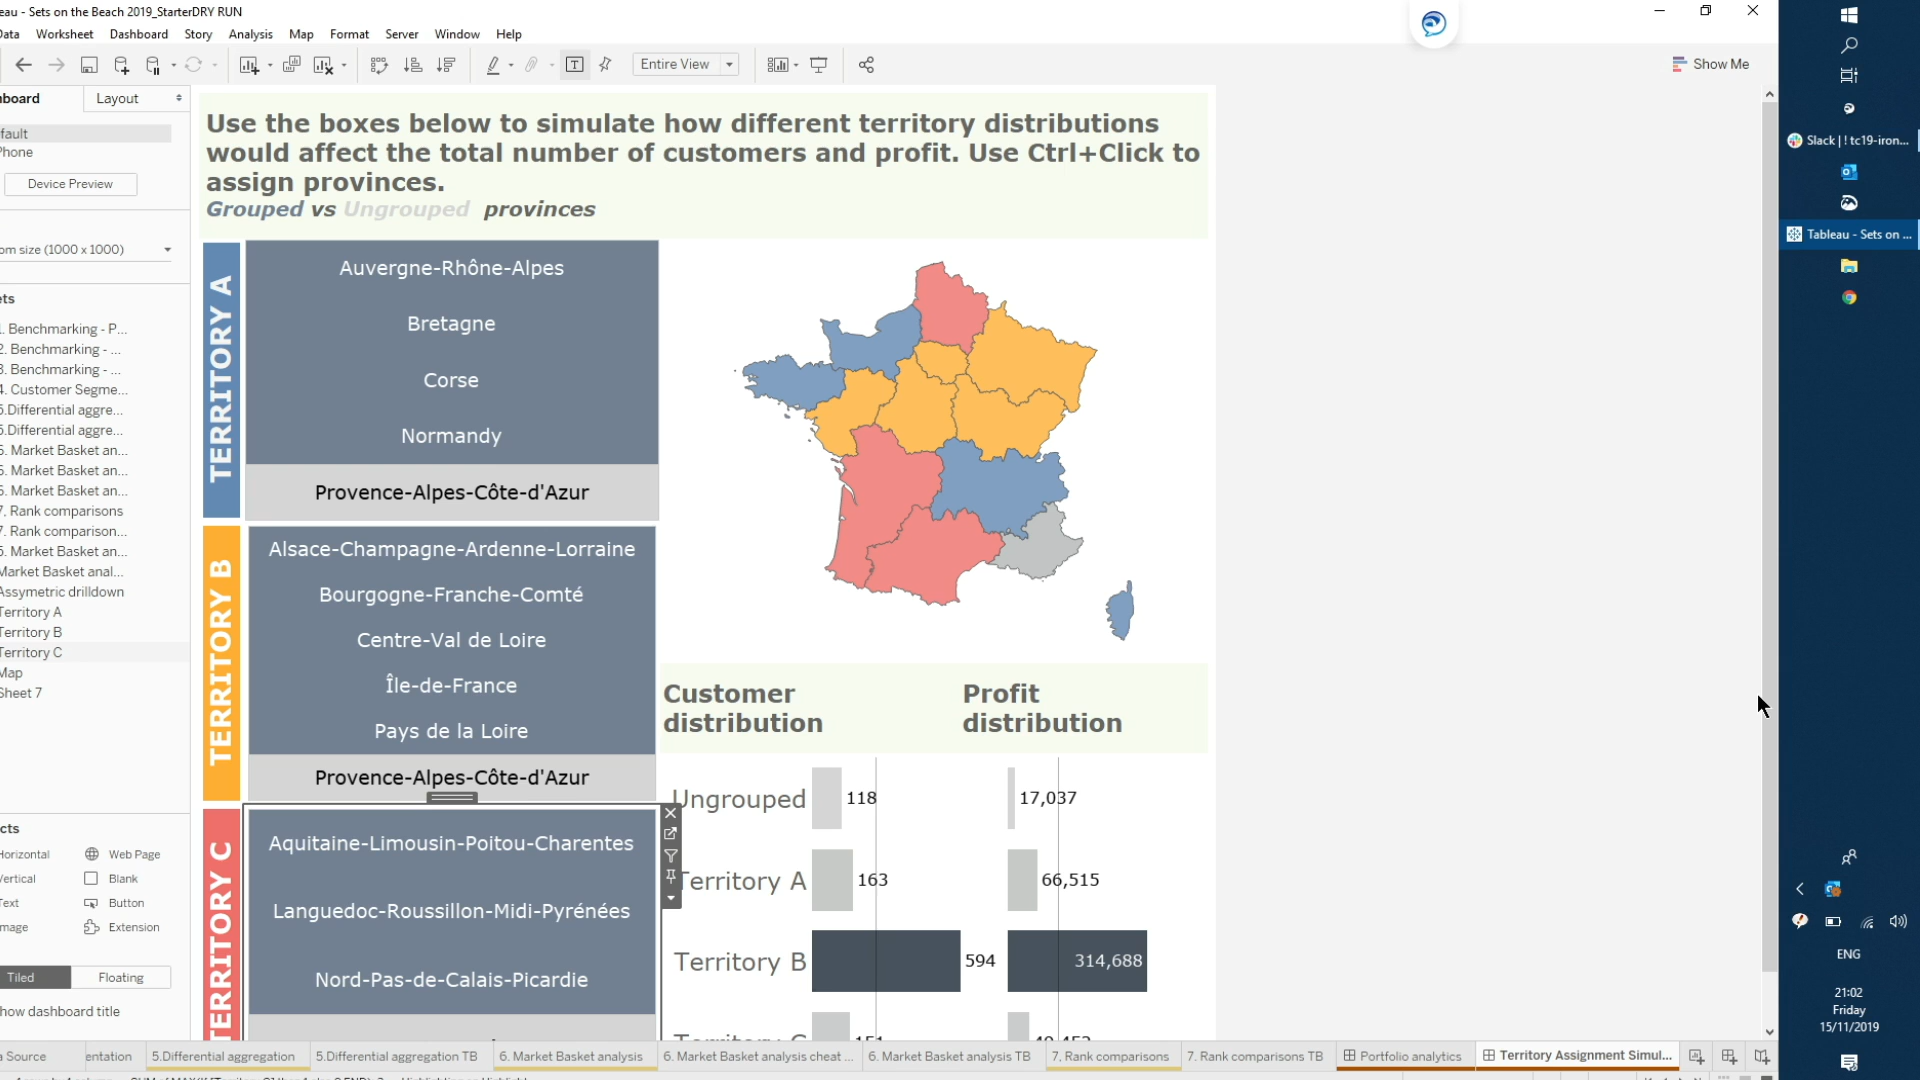 eau - Sets on the Beach 2019_StarterDRY RUN
Data Worksheet Dashboard Story Analysis Map Format Server Window Help
Entire View
Show Me
board Layout
fault
Phone
Device Preview
om size (1000 x 1000)
ets
. Benchmarking - P...
2. Benchmarking - ...
3. Benchmarking - ...
4. Customer Segme...
5.Differential aggre...
5.Differential aggre...
6. Market Basket an...
6. Market Basket an...
6. Market Basket an...
7. Rank comparisons
7. Rank comparison...
6. Market Basket an...
Market Basket anal...
Assymetric drilldown
Territory A
Territory B
Territory C
Map
Sheet 7
cts
Horizontal Web Page
Vertical Blank
Text Button
mage Extension
Tiled Floating
how dashboard title
Use the boxes below to simulate how different territory distributions
would affect the total number of customers and profit. Use Ctrl+Click to
assign provinces.
Grouped vs Ungrouped provinces
TERRITORY A
Auvergne-Rhône-Alpes
Bretagne
Corse
Normandy
Provence-Alpes-Côte-d'Azur
TERRITORY B
Alsace-Champagne-Ardenne-Lorraine
Bourgogne-Franche-Comté
Centre-Val de Loire
Île-de-France
Pays de la Loire
Provence-Alpes-Côte-d'Azur
TERRITORY C
Aquitaine-Limousin-Poitou-Charentes
Languedoc-Roussillon-Midi-Pyrénées
Nord-Pas-de-Calais-Picardie
Customer
distribution
Profit
distribution
Ungrouped 118 17,037
Territory A 163 66,515
Territory B 594 314,688
Source entation 5.Differential aggregation 5.Differential aggregation TB 6. Market Basket analysis 6. Market Basket analysis cheat ... 6. Market Basket analysis TB 7. Rank comparisons 7. Rank comparisons TB Portfolio analytics Territory Assignment Simul...
Slack | ! tc19-iron...
Tableau - Sets on ...
ENG
21:02
Friday
15/11/2019